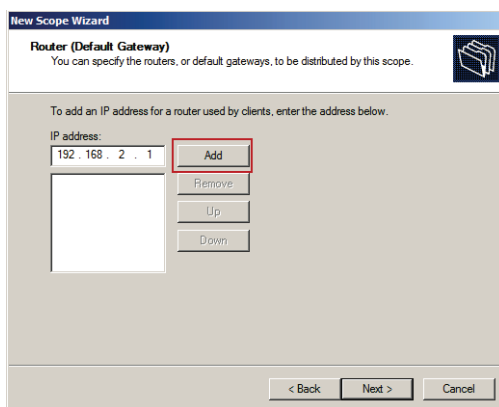 New Scope Wizard
Router (Default Gateway)
You can specify the routers, or default gateways, to be distributed by this scope.
To add an IP address for a router used by clients, enter the address below.
IP address:
192 . 168 . 2 . 1
Add
Remove
Up
Down
< Back
Next >
Cancel